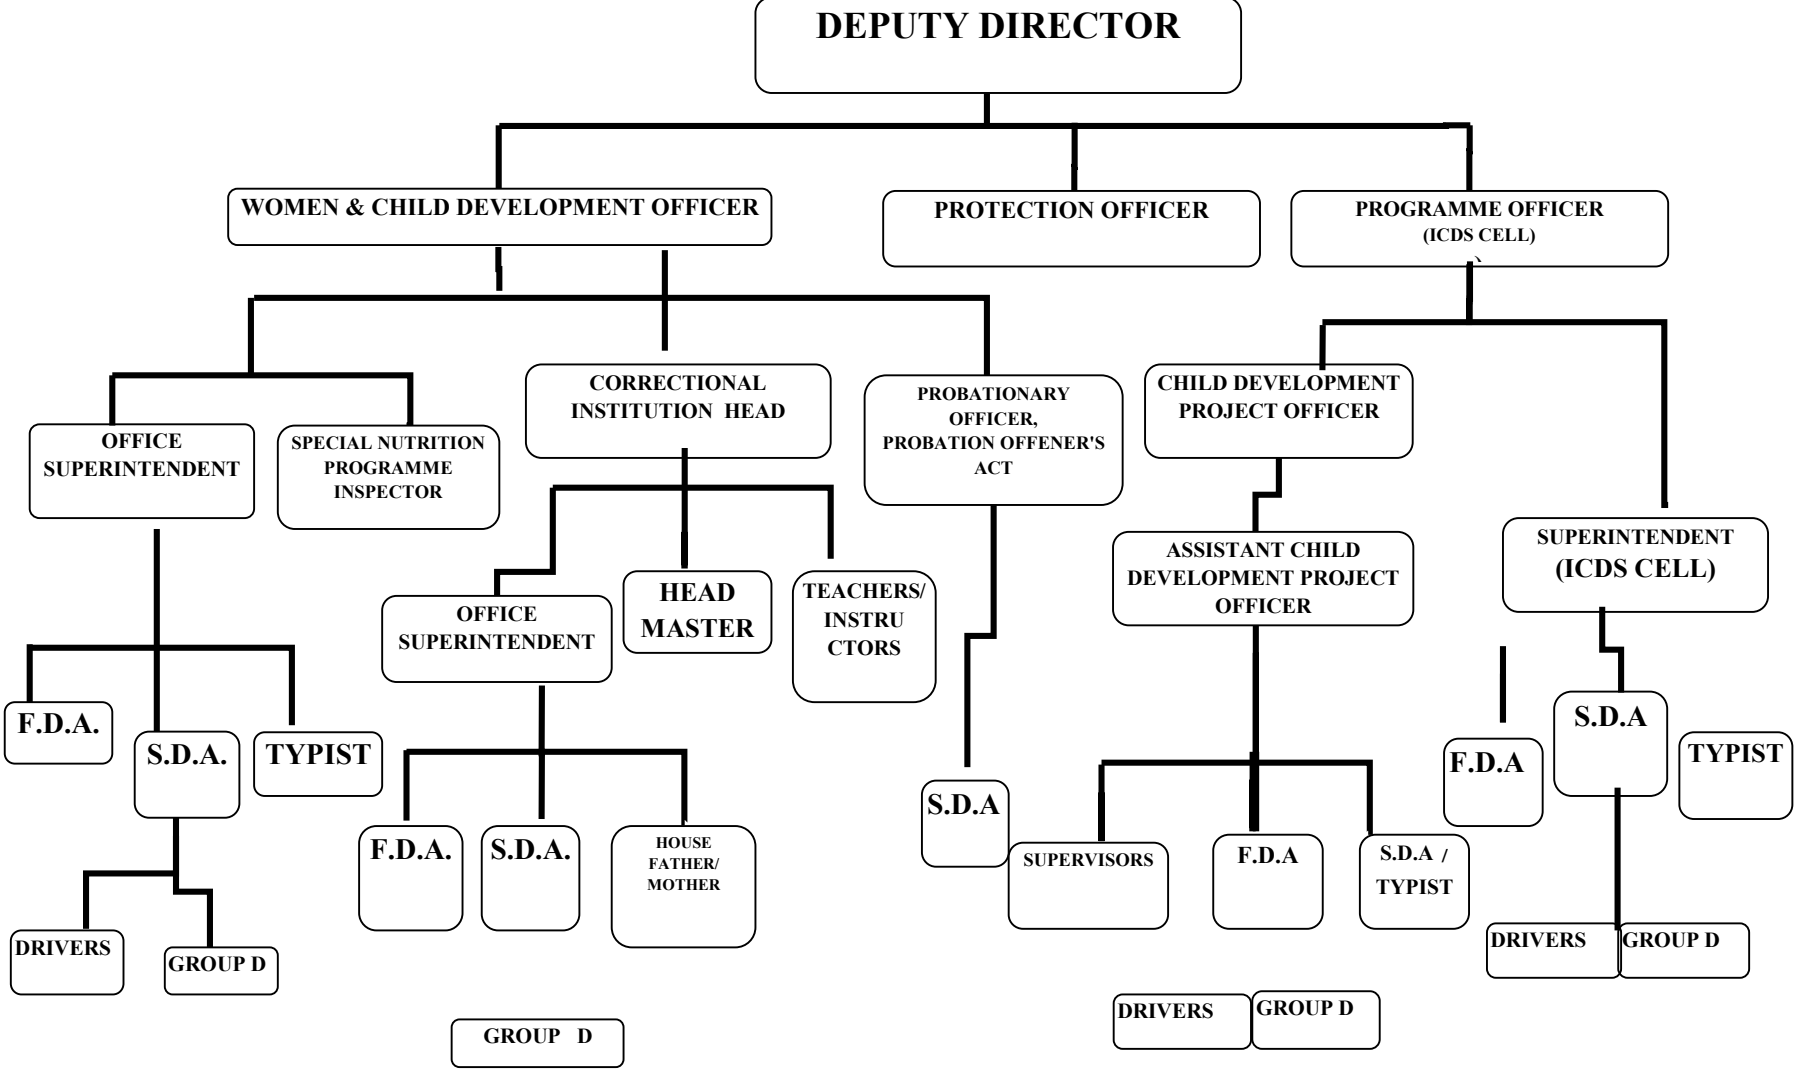 DEPUTY DIRECTOR
WOMEN & CHILD DEVELOPMENT OFFICER
PROTECTION OFFICER
PROGRAMME OFFICER
(ICDS CELL)
CORRECTIONAL
INSTITUTION HEAD
PROBATIONARY
OFFICER,
PROBATION OFFENER'S
ACT
CHILD DEVELOPMENT
PROJECT OFFICER
OFFICE
SUPERINTENDENT
SPECIAL NUTRITION
PROGRAMME
INSPECTOR
ASSISTANT CHILD
DEVELOPMENT PROJECT
OFFICER
SUPERINTENDENT
(ICDS CELL)
OFFICE
SUPERINTENDENT
HEAD
MASTER
TEACHERS/
INSTRU
CTORS
F.D.A.
S.D.A.
TYPIST
S.D.A
F.D.A
TYPIST
F.D.A.
S.D.A.
HOUSE
FATHER/
MOTHER
S.D.A
SUPERVISORS
F.D.A
S.D.A /
TYPIST
DRIVERS
GROUP D
DRIVERS
GROUP D
GROUP D
DRIVERS
GROUP D